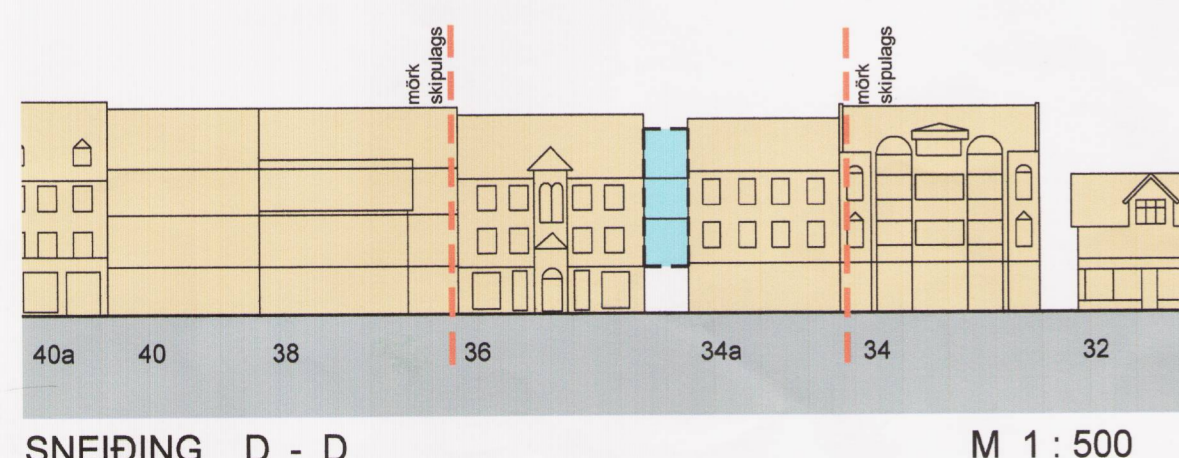 mörk
skipulags
mörk
skipulags
40a 40 38 36 34a 34 32
SNEIÐING D - D M 1 : 500